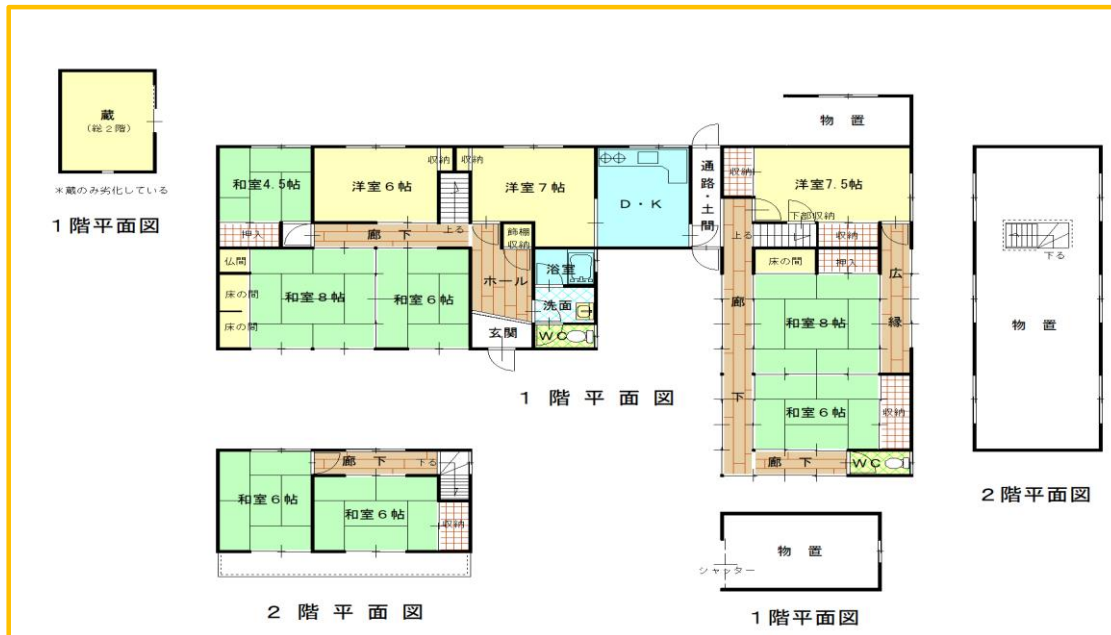 蔵
(総2階)
*蔵のみ劣化している
1階平面図
和室4.5帖
洋室6帖
収納
収納
洋室7帖
D・K
通路・土間
収納
洋室7.5帖
物置
押入
廊下
上る
飾棚
収納
上る
下部収納
収納
仏間
床の間
床の間
和室8帖
和室6帖
ホール
浴室
洗面
玄関
WC
廊下
床の間
押入
広縁
和室8帖
和室6帖
収納
廊下
WC
1階平面図
下る
物置
2階平面図
和室6帖
廊下
下る
和室6帖
収納
2階平面図
物置
シャッター
1階平面図